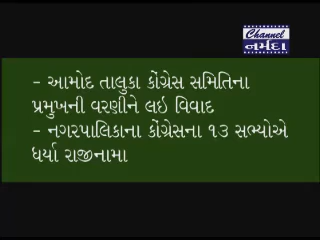 Channel
નર્મદા
- આમોદ તાલુકા કોંગ્રેસ સમિતિના
પ્રમુખની વરણીને લઇ વિવાદ
- નગરપાલિકાના કોંગ્રેસના ૧૩ સભ્યોએ
ધર્યા રાજીનામા